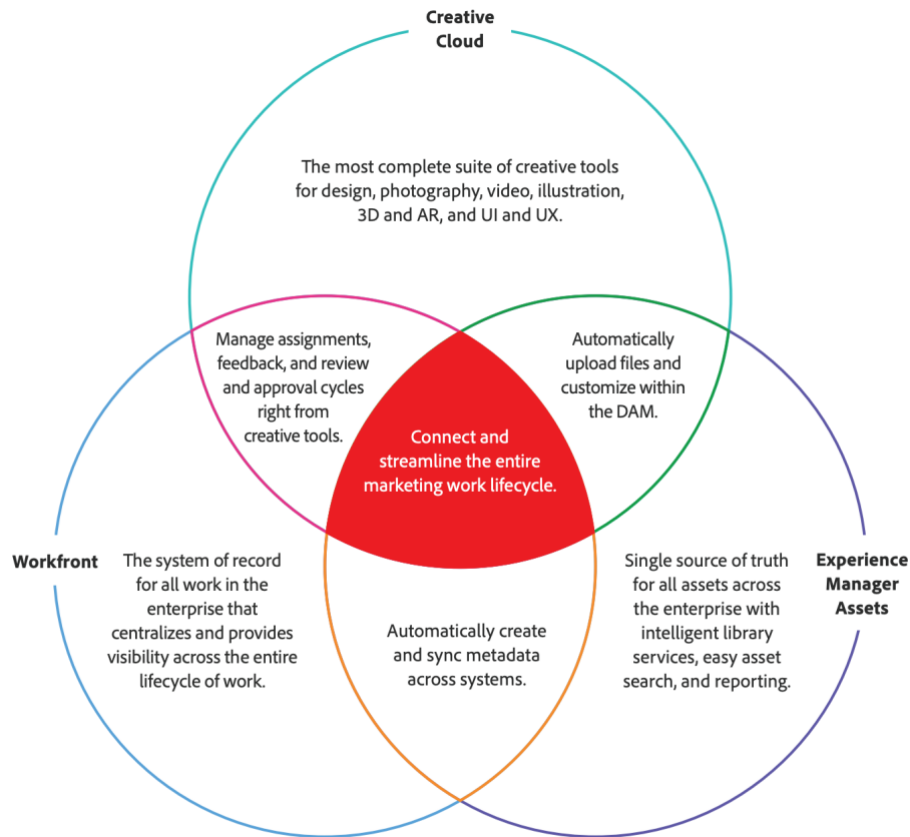 Creative
Cloud
The most complete suite of creative tools
for design, photography, video, illustration,
3D and AR, and UI and UX.
Manage assignments,
feedback, and review
and approval cycles
right from
creative tools.
Automatically
upload files and
customize within
the DAM.
Connect and
streamline the entire
marketing work lifecycle.
Workfront
The system of record
for all work in the
enterprise that
centralizes and provides
visibility across the entire
lifecycle of work.
Automatically create
and sync metadata
across systems.
Single source of truth
for all assets across
the enterprise with
intelligent library
services, easy asset
search, and reporting.
Experience
Manager
Assets